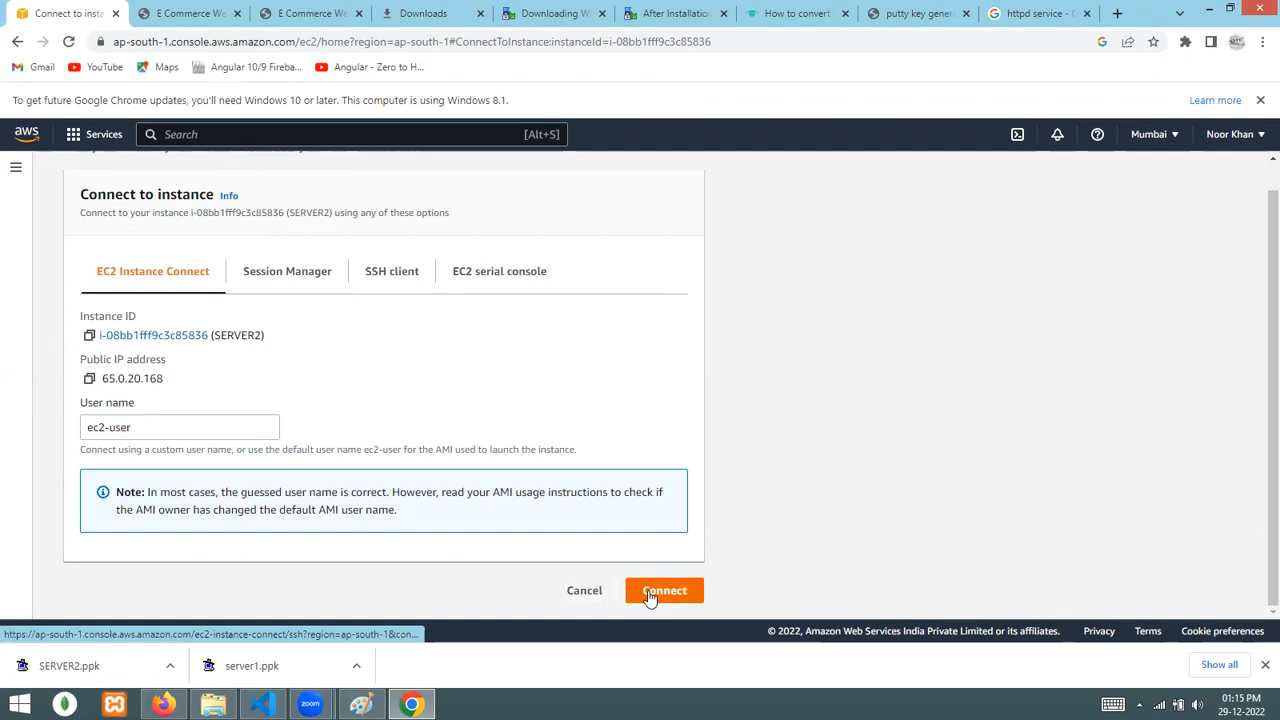 Connect to insta
E Commerce We
E Commerce We
Downloads
Downloading Wi
After Installation
How to convert
putty key gener
httpd service - G
ap-south-1.console.aws.amazon.com/ec2/home?region=ap-south-1#ConnectToInstance:instanceId=i-08bb1fff9c3c85836
Gmail
YouTube
Maps
Angular 10/9 Fireba...
Angular - Zero to H...
To get future Google Chrome updates, you'll need Windows 10 or later. This computer is using Windows 8.1.
Learn more
aws
Services
Search
[Alt+S]
Mumbai
Noor Khan
Connect to instance Info
Connect to your instance i-08bb1fff9c3c85836 (SERVER2) using any of these options
EC2 Instance Connect
Session Manager
SSH client
EC2 serial console
Instance ID
i-08bb1fff9c3c85836 (SERVER2)
Public IP address
65.0.20.168
User name
ec2-user
Connect using a custom user name, or use the default user name ec2-user for the AMI used to launch the instance.
Note: In most cases, the guessed user name is correct. However, read your AMI usage instructions to check if
the AMI owner has changed the default AMI user name.
Cancel
Connect
https://ap-south-1.console.aws.amazon.com/ec2-instance-connect/ssh?region=ap-south-1&con...
© 2022, Amazon Web Services India Private Limited or its affiliates.
Privacy
Terms
Cookie preferences
SERVER2.ppk
server1.ppk
Show all
zoom
01:15 PM
29-12-2022